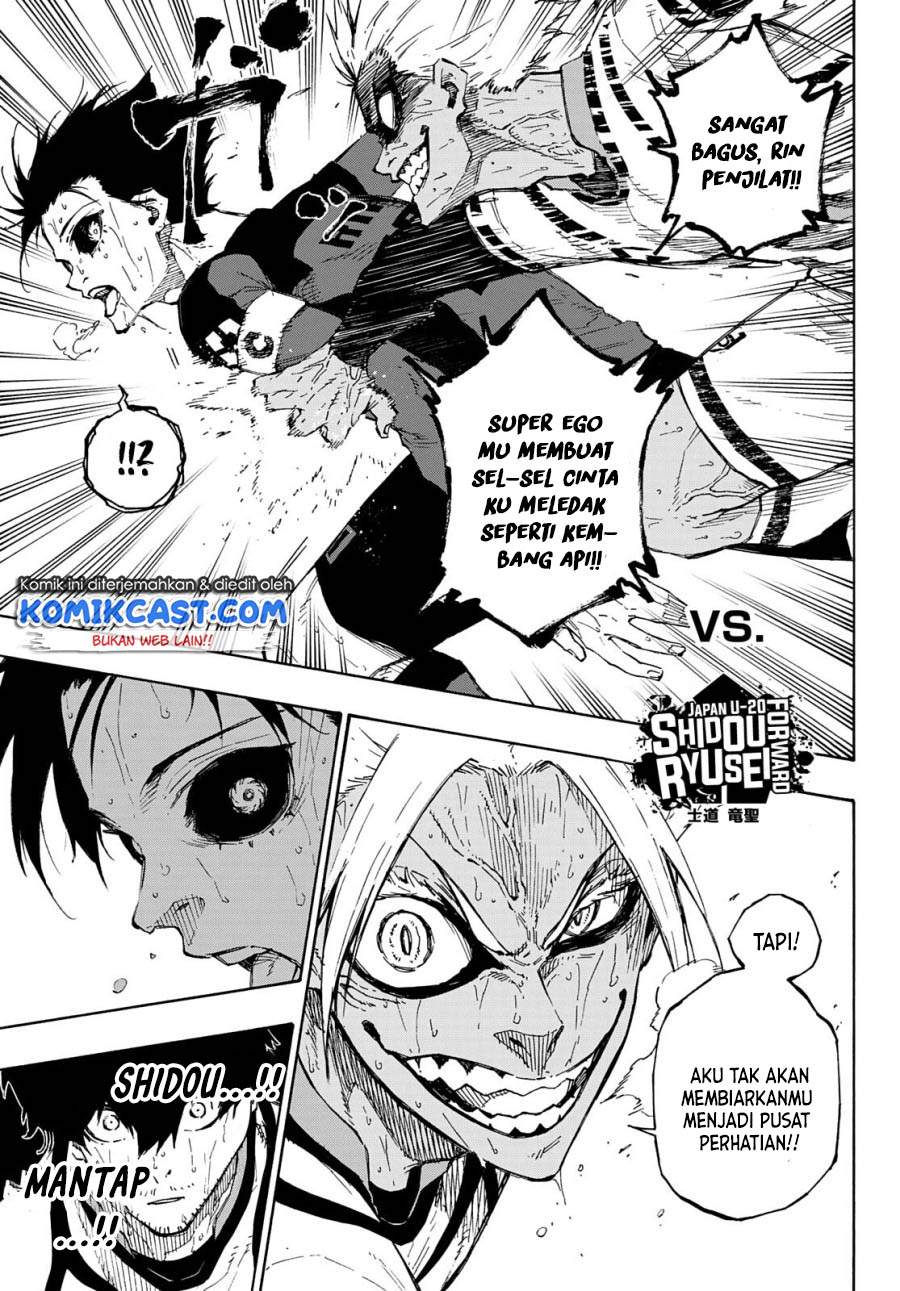 ガ
SANGAT
BAGUS, RIN
PENJILAT!!
SUPER EGO
MU MEMBUAT
SEL-SEL CINTA
KU MELEDAK
SEPERTI KEM-
BANG API!!!
!!?
Komik ini diterjemahkan & diedit oleh
KOMIKCAST.COM
BUKAN WEB LAIN!!
VS.
JAPAN U-20
SHIDOU
RYUSEI
FORWARD
士道 竜聖
TAPI!
AKU TAK AKAN
MEMBIARKANMU
MENJADI PUSAT
PERHATIAN!!
SHIDOU....!!
MANTAP
....!!